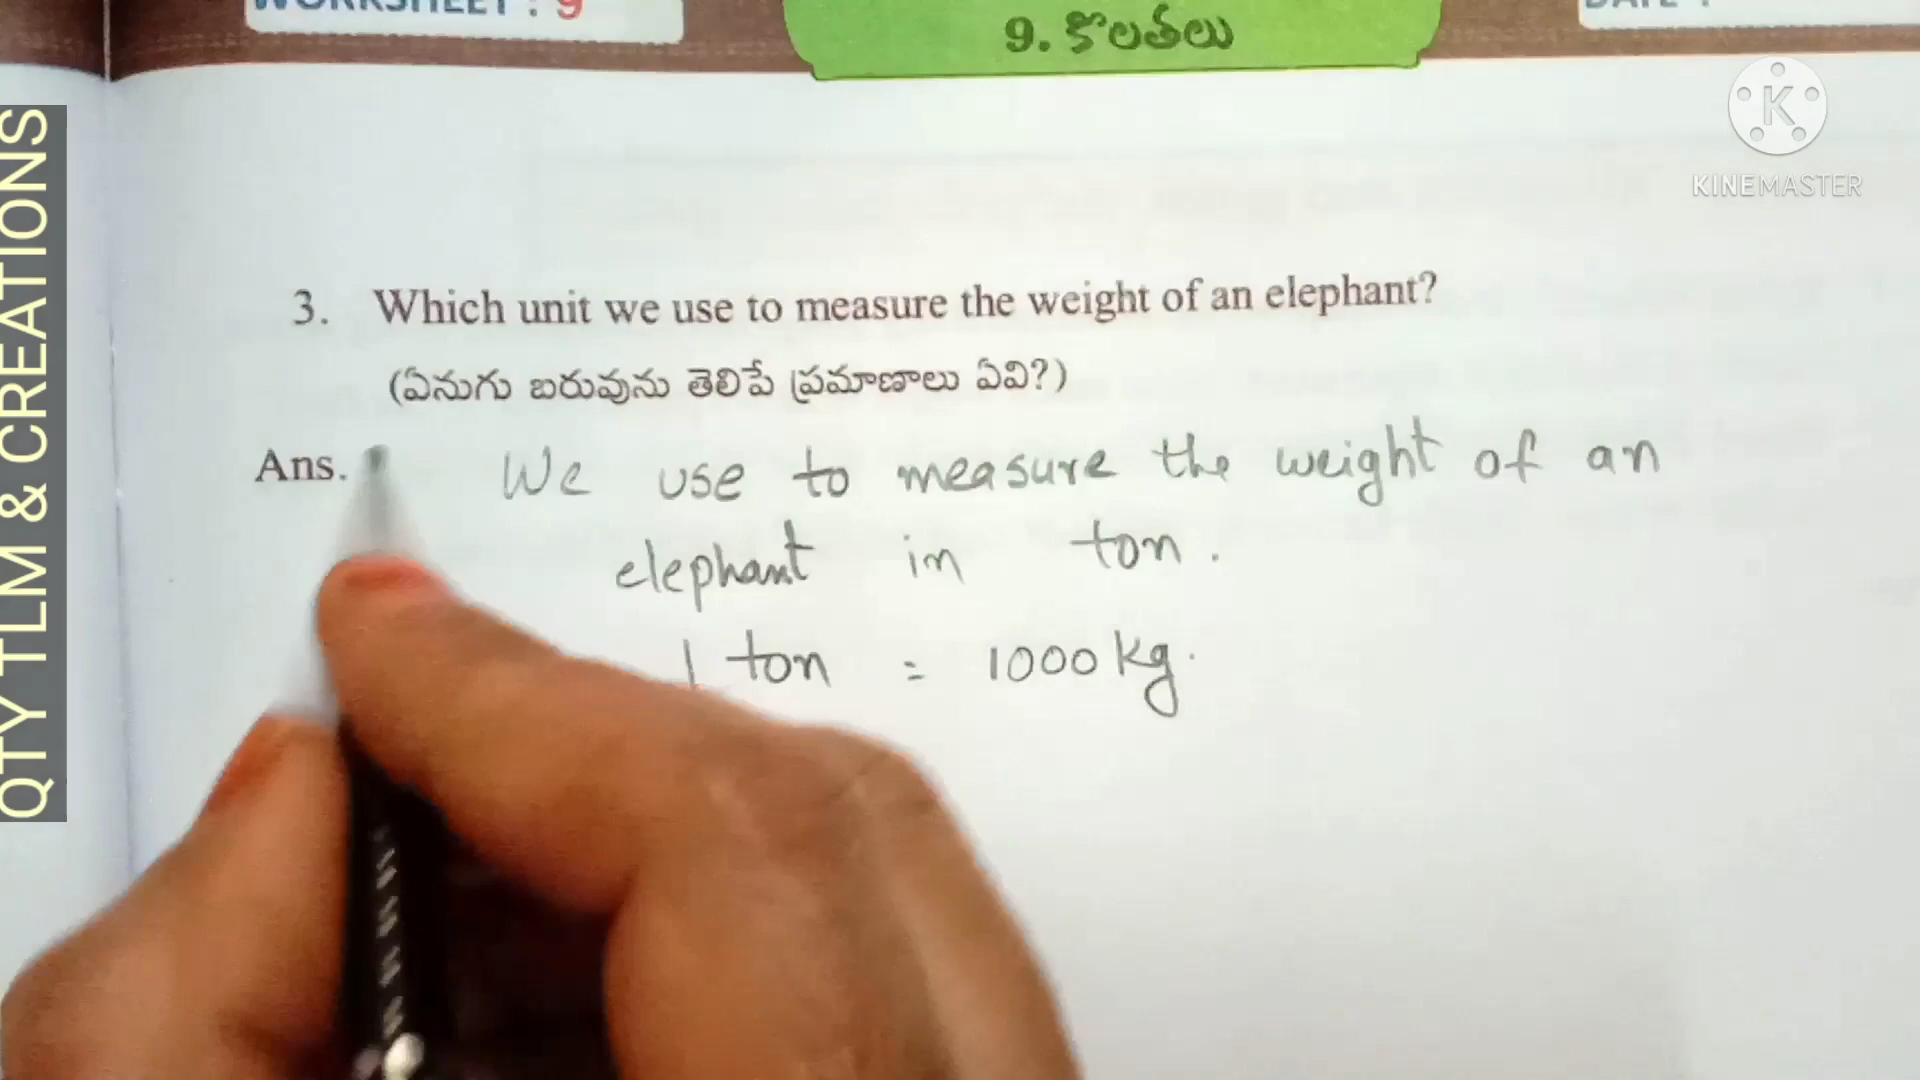 WORKSHEET : 9
9. కొలతలు
KINEMASTER
QTY TLM & CREATIONS
3. Which unit we use to measure the weight of an elephant?
(ఏనుగు బరువును తెలిపే ప్రమాణాలు ఏవి?)
Ans. We use to measure the weight of an
elephant in ton.
1 ton = 1000 kg.